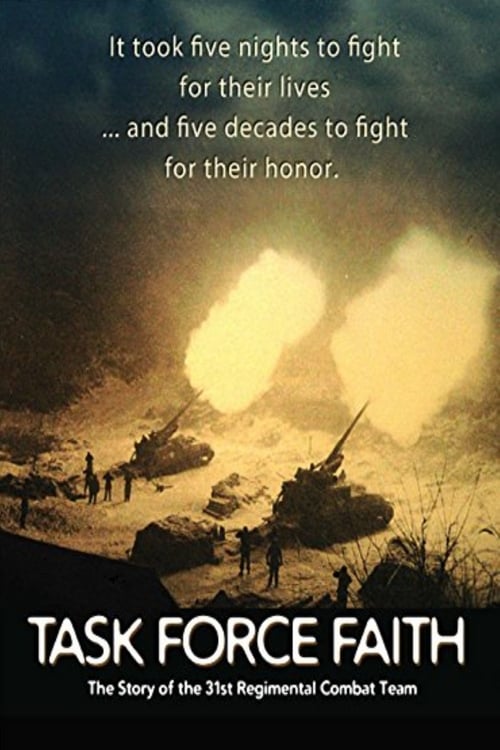 It took five nights to fight
for their lives
... and five decades to fight
for their honor.
TASK FORCE FAITH
The Story of the 31st Regimental Combat Team